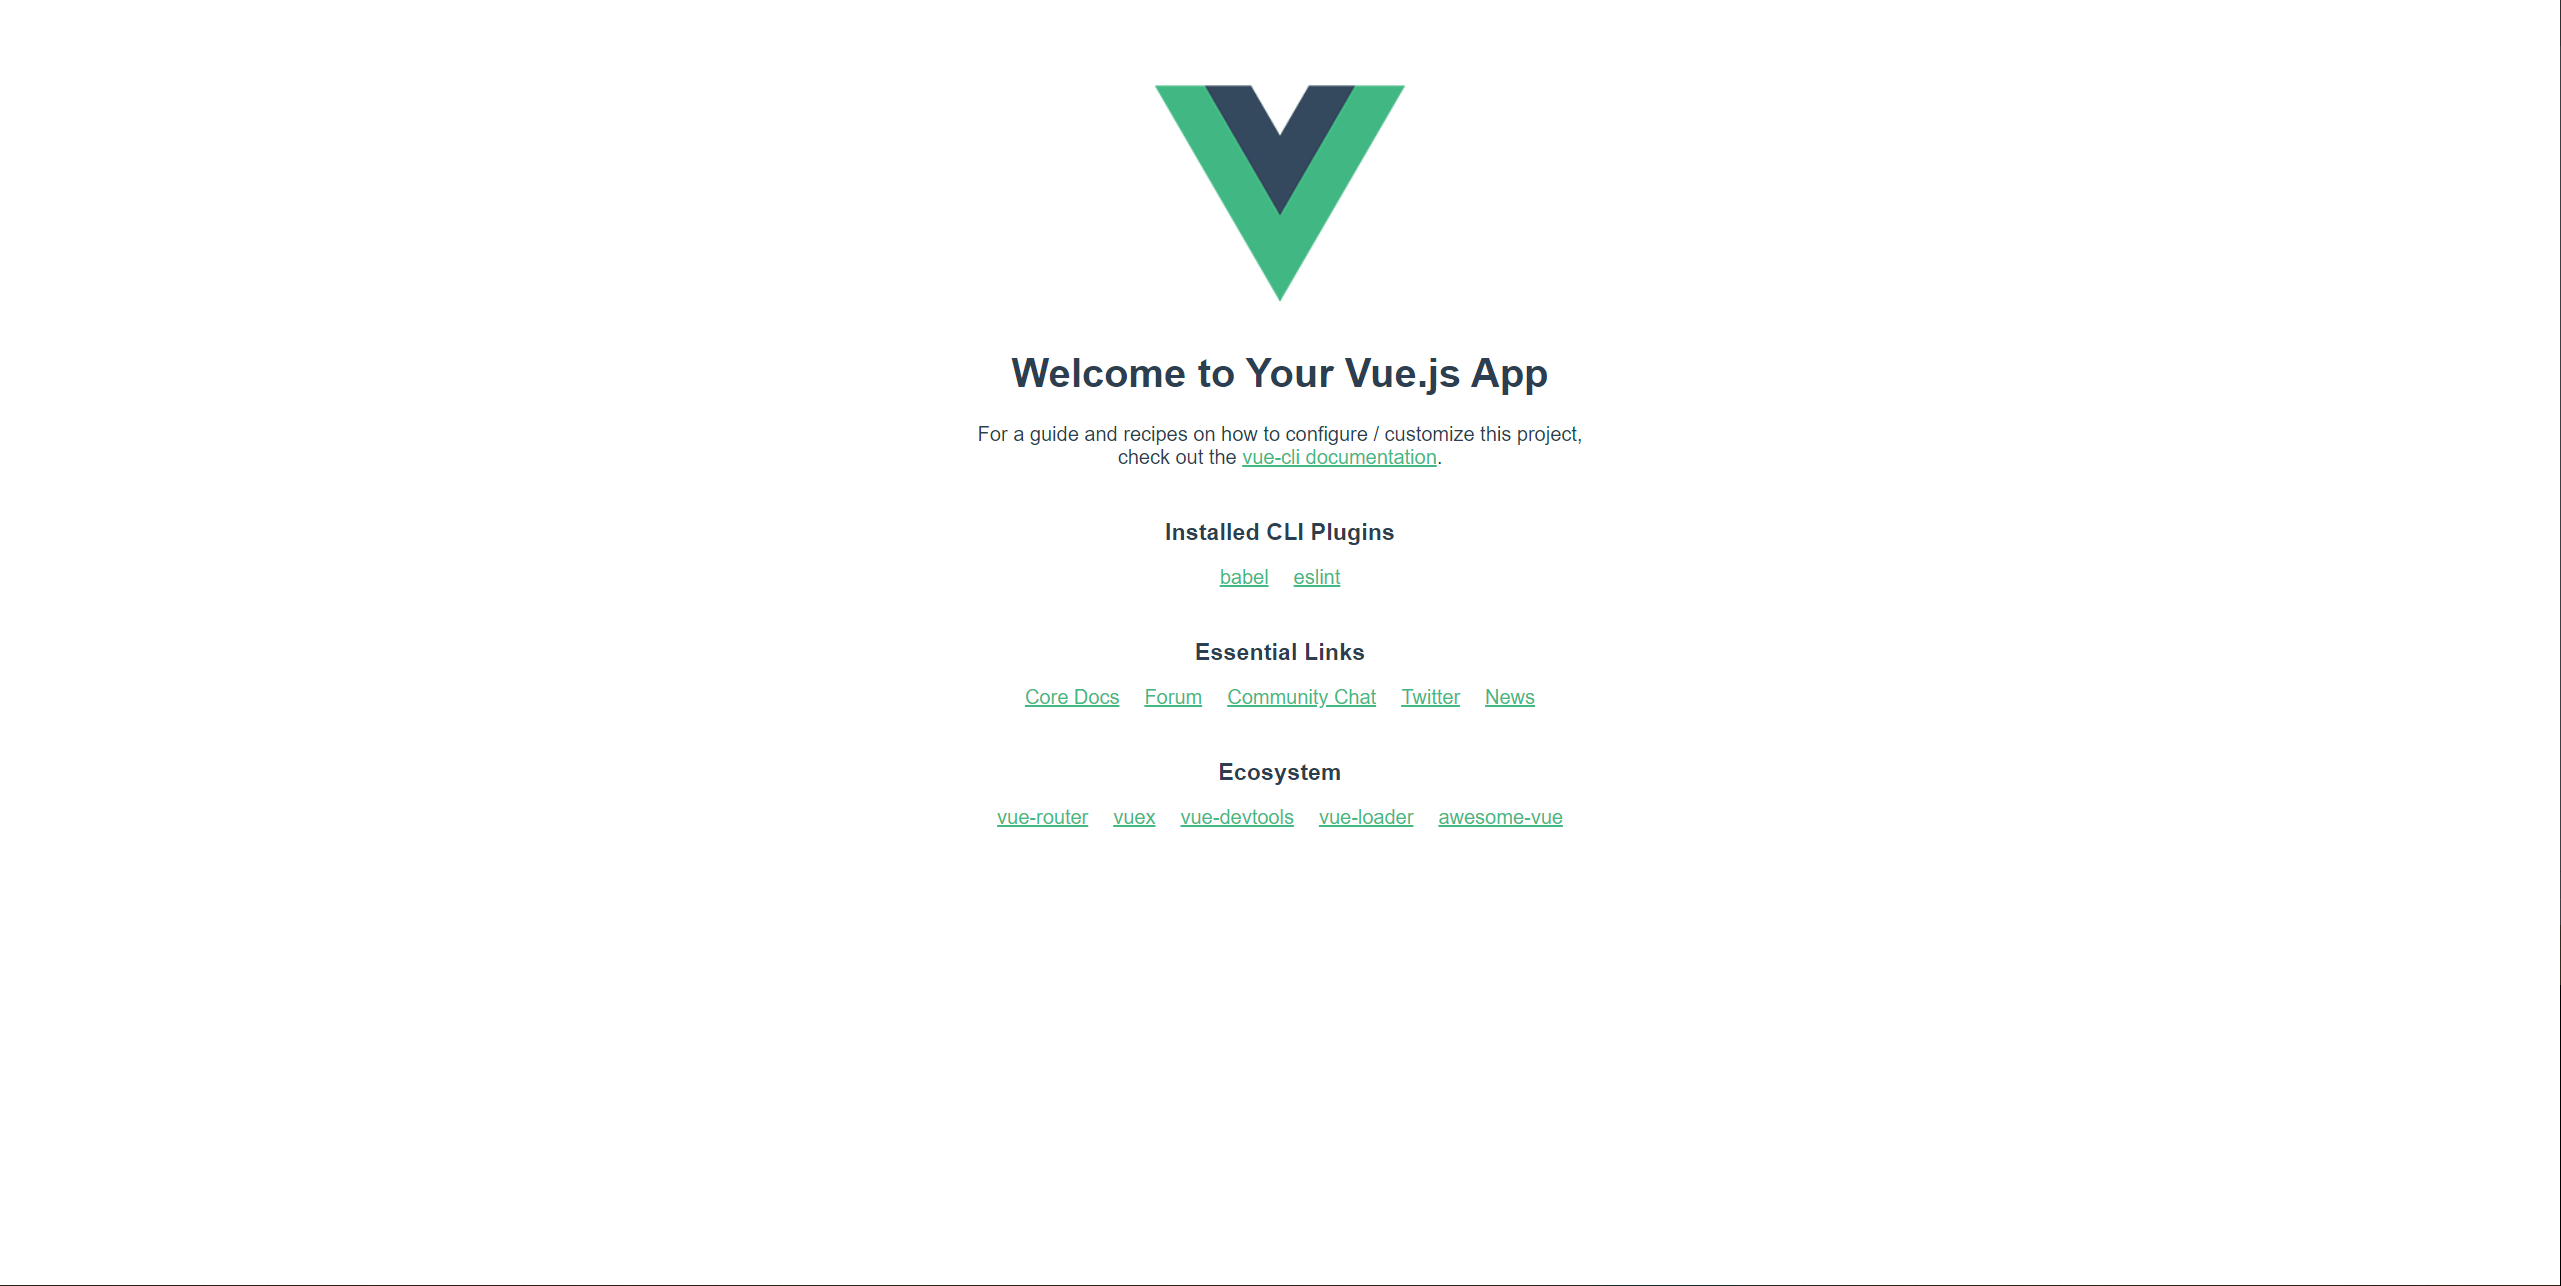 Welcome to Your Vue.js App
For a guide and recipes on how to configure / customize this project,
check out the vue-cli documentation.
Installed CLI Plugins
babel eslint
Essential Links
Core Docs Forum Community Chat Twitter News
Ecosystem
vue-router vuex vue-devtools vue-loader awesome-vue